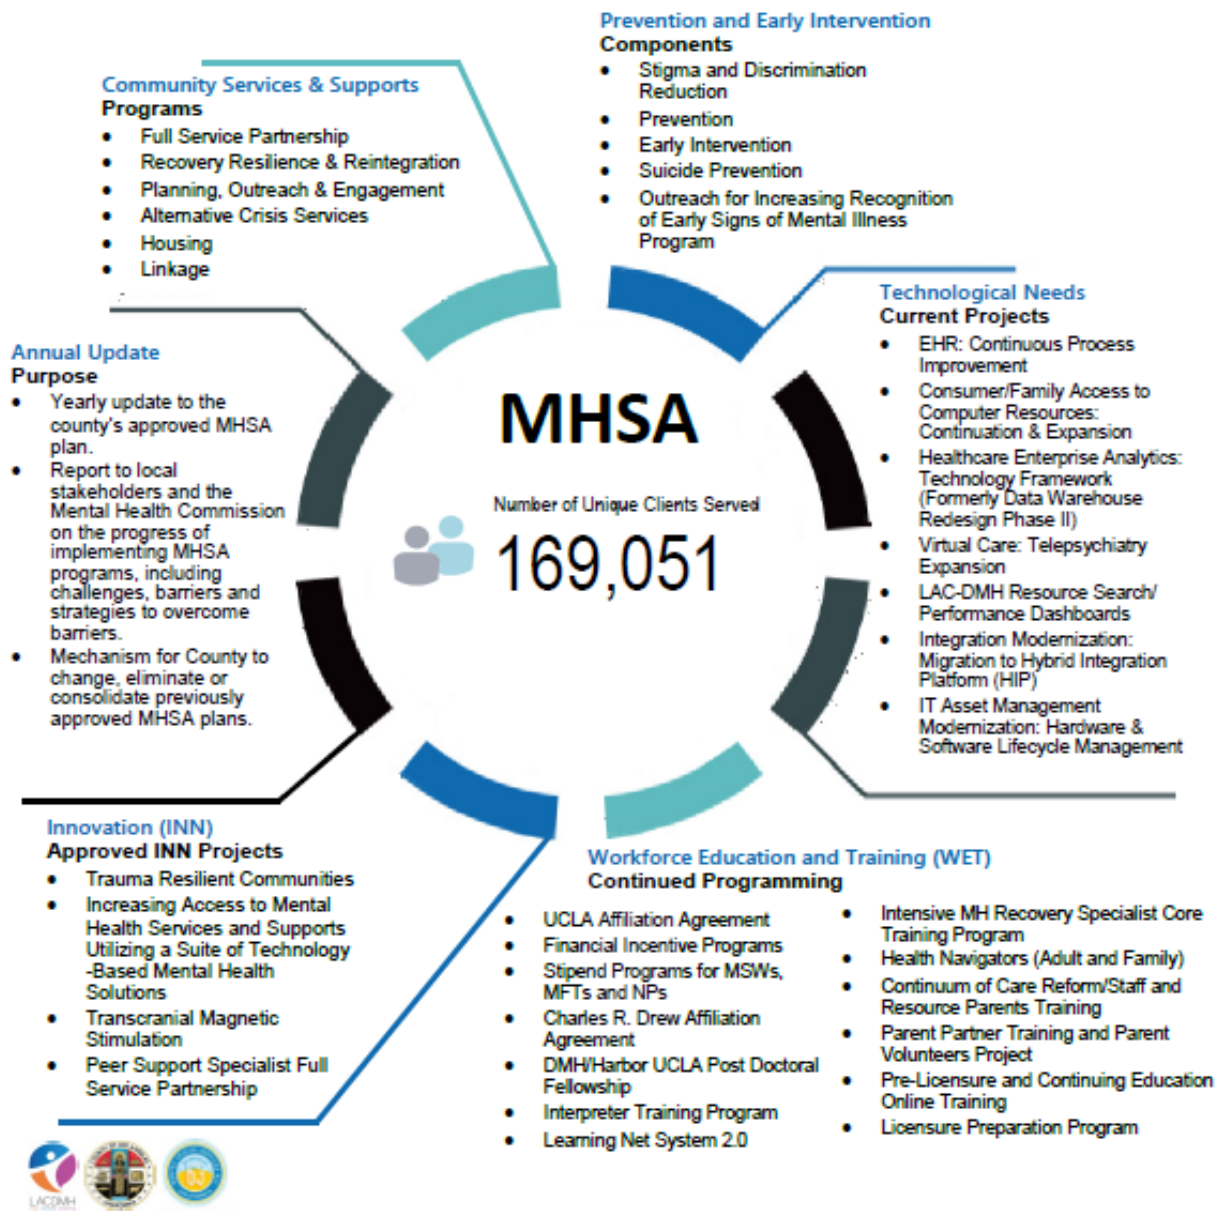 Prevention and Early Intervention
Components
• Stigma and Discrimination
Reduction
• Prevention
• Early Intervention
• Suicide Prevention
• Outreach for Increasing Recognition
of Early Signs of Mental Illness
Program
Community Services & Supports
Programs
• Full Service Partnership
• Recovery Resilience & Reintegration
• Planning, Outreach & Engagement
• Alternative Crisis Services
• Housing
• Linkage
Technological Needs
Current Projects
• EHR: Continuous Process
Improvement
• Consumer/Family Access to
Computer Resources:
Continuation & Expansion
• Healthcare Enterprise Analytics:
Technology Framework
(Formerly Data Warehouse
Redesign Phase II)
• Virtual Care: Telepsychiatry
Expansion
• LAC-DMH Resource Search/
Performance Dashboards
• Integration Modernization:
Migration to Hybrid Integration
Platform (HIP)
• IT Asset Management
Modernization: Hardware &
Software Lifecycle Management
Annual Update
Purpose
• Yearly update to the
county's approved MHSA
plan.
• Report to local
stakeholders and the
Mental Health Commission
on the progress of
implementing MHSA
programs, including
challenges, barriers and
strategies to overcome
barriers.
• Mechanism for County to
change, eliminate or
consolidate previously
approved MHSA plans.
MHSA
Number of Unique Clients Served
169,051
Innovation (INN)
Approved INN Projects
• Trauma Resilient Communities
• Increasing Access to Mental
Health Services and Supports
Utilizing a Suite of Technology
-Based Mental Health
Solutions
• Transcranial Magnetic
Stimulation
• Peer Support Specialist Full
Service Partnership
Workforce Education and Training (WET)
Continued Programming
• UCLA Affiliation Agreement
• Financial Incentive Programs
• Stipend Programs for MSWs,
MFTs and NPs
• Charles R. Drew Affiliation
Agreement
• DMH/Harbor UCLA Post Doctoral
Fellowship
• Interpreter Training Program
• Learning Net System 2.0
• Intensive MH Recovery Specialist Core
Training Program
• Health Navigators (Adult and Family)
• Continuum of Care Reform/Staff and
Resource Parents Training
• Parent Partner Training and Parent
Volunteers Project
• Pre-Licensure and Continuing Education
Online Training
• Licensure Preparation Program
LACDMH